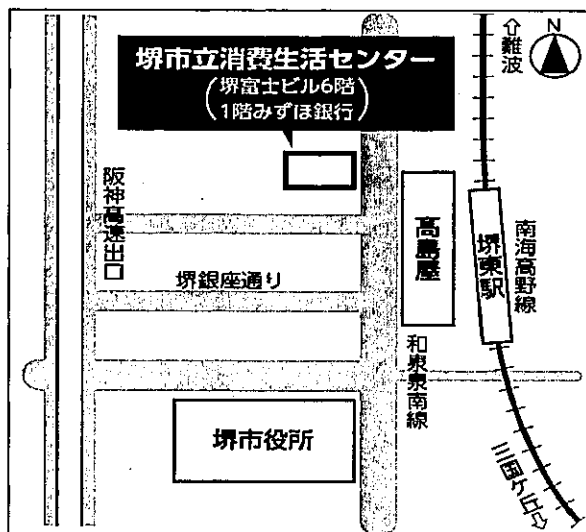 堺市立消費生活センター
(堺富士ビル6階
1階みずほ銀行)
⇧難波
N
阪神高速出口
堺銀座通り
高島屋
堺東駅
南海高野線
和泉泉南線
堺市役所
三国ケ丘⇩